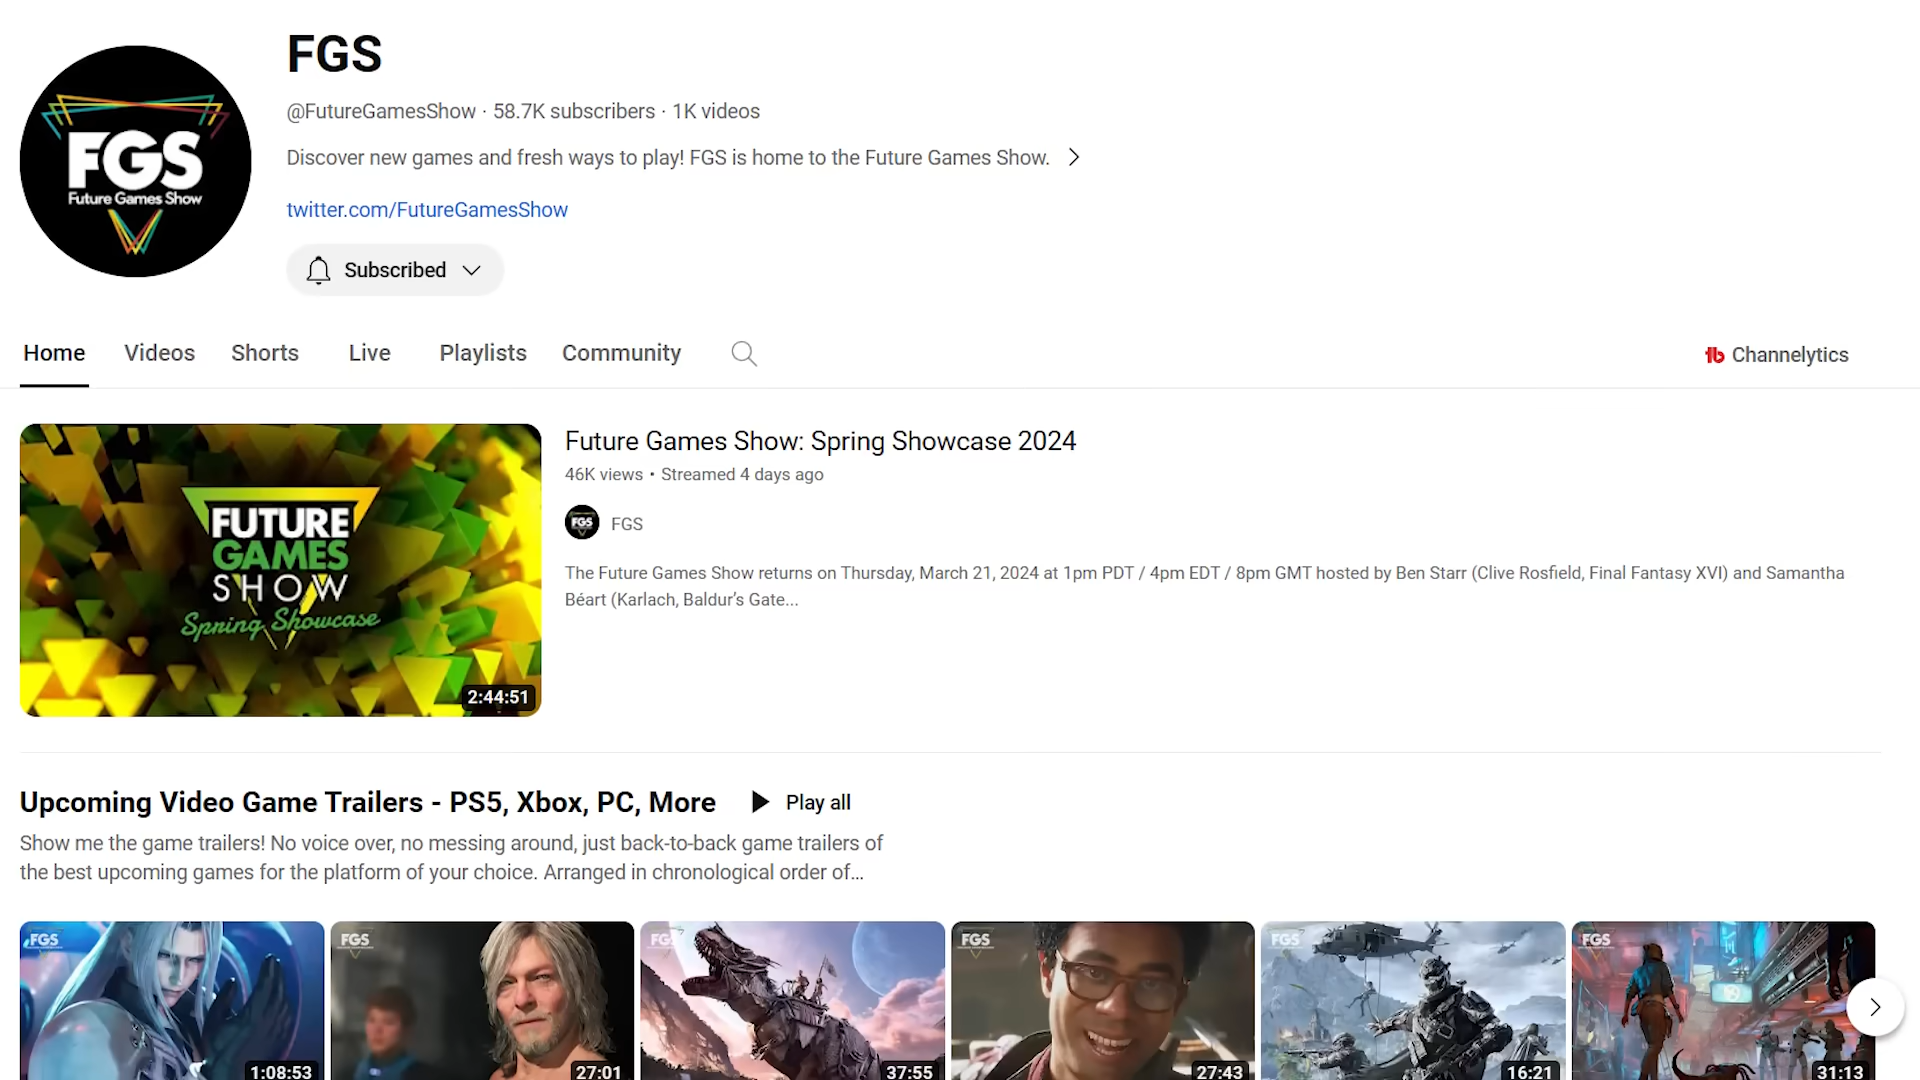 FGS
Future Games Show
FGS
@FutureGamesShow · 58.7K subscribers · 1K videos
Discover new games and fresh ways to play! FGS is home to the Future Games Show.
twitter.com/FutureGamesShow
Subscribed
Home Videos Shorts Live Playlists Community
tb Channelytics
FUTURE
GAMES
SHOW
Spring Showcase
2:44:51
Future Games Show: Spring Showcase 2024
46K views • Streamed 4 days ago
FGS FGS
The Future Games Show returns on Thursday, March 21, 2024 at 1pm PDT / 4pm EDT / 8pm GMT hosted by Ben Starr (Clive Rosfield, Final Fantasy XVI) and Samantha
Béart (Karlach, Baldur’s Gate...
Upcoming Video Game Trailers - PS5, Xbox, PC, More Play all
Show me the game trailers! No voice over, no messing around, just back-to-back game trailers of
the best upcoming games for the platform of your choice. Arranged in chronological order of...
FGS FGS FGS FGS FGS FGS
1:08:53 27:01 37:55 27:43 16:21 31:13